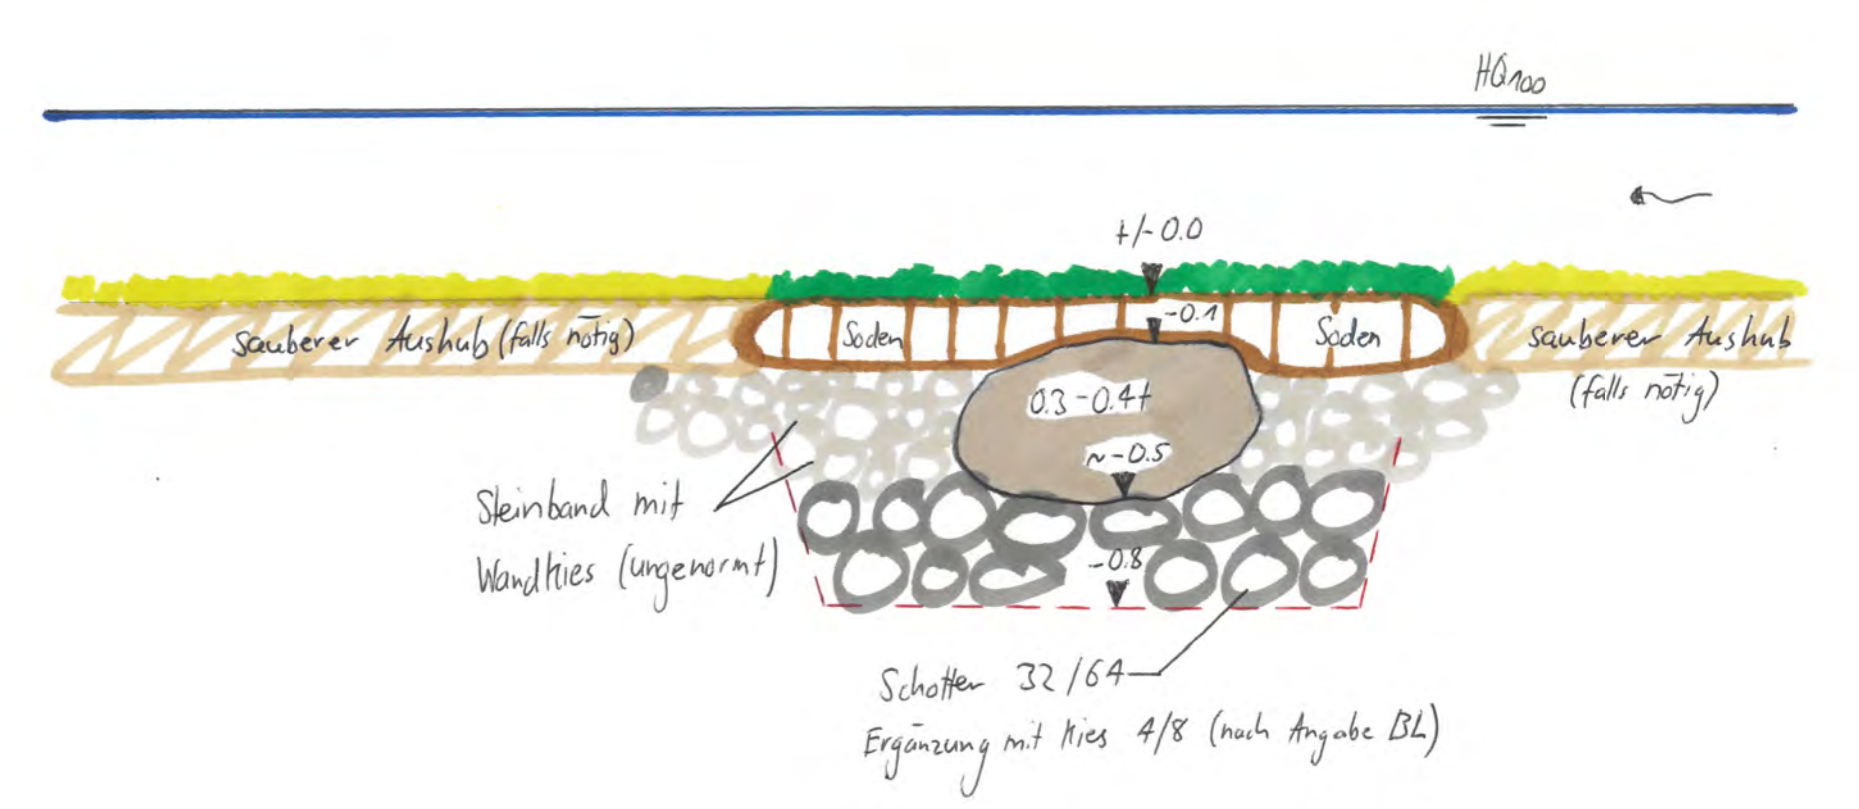 HQ100
+/- 0.0
-0.1
sauberer Aushub (falls nötig)
Soden
Soden
sauberer Aushub
(falls nötig)
0.3-0.4t
~-0.5
Steinband mit
Wandkies (ungenormt)
-0.8
Schotter 32/64
Ergänzung mit Kies 4/8 (nach Angabe BL)